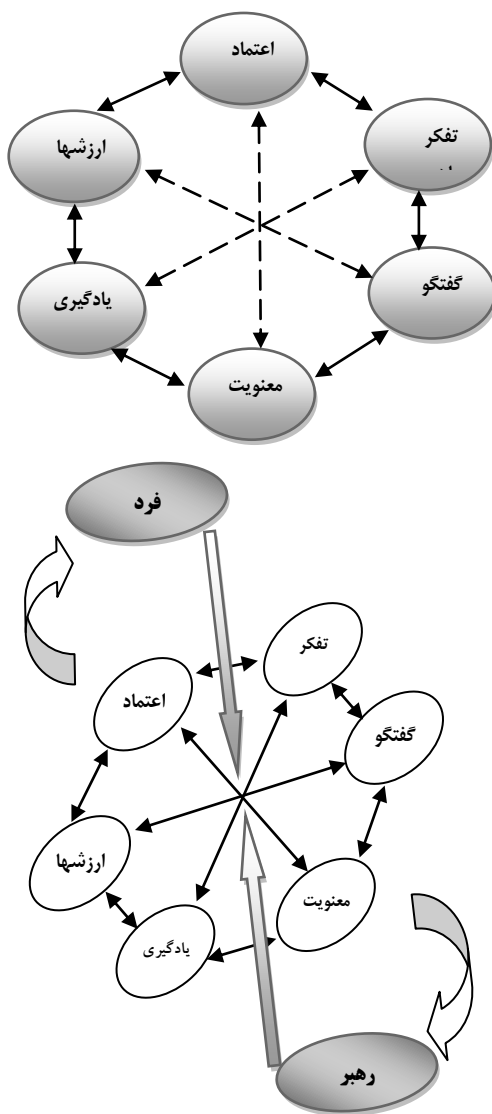 اعتماد
تفکر
ارزشها
گفتگو
یادگیری
معنویت
فرد
تفکر
اعتماد
گفتگو
ارزشها
معنویت
یادگیری
رهبر